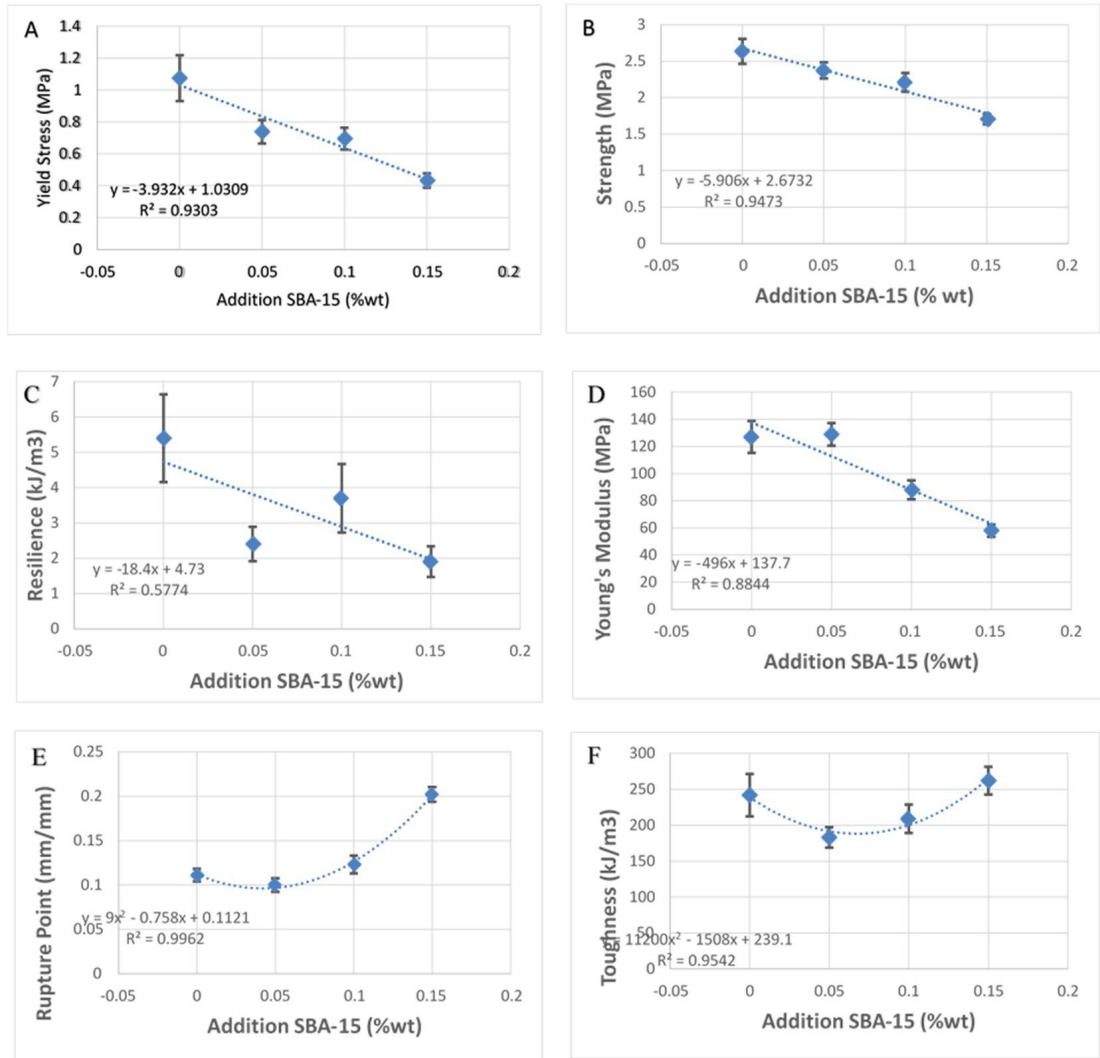 A
Yield Stress (MPa)
1.4
1.2
1
0.8
0.6
0.4
0.2
0
y = -3.932x + 1.0309
R² = 0.9303
-0.05 0 0.05 0.1 0.15 0.2
Addition SBA-15 (%wt)
B
Strength (MPa)
3
2.5
2
1.5
1
0.5
0
y = -5.906x + 2.6732
R² = 0.9473
-0.05 0 0.05 0.1 0.15 0.2
Addition SBA-15 (% wt)
C
Resilience (kJ/m3)
7
6
5
4
3
2
1
0
y = -18.4x + 4.73
R² = 0.5774
-0.05 0 0.05 0.1 0.15 0.2
Addition SBA-15 (%wt)
D
Young's Modulus (MPa)
160
140
120
100
80
60
40
20
0
y = -496x + 137.7
R² = 0.8844
-0.05 0 0.05 0.1 0.15 0.2
Addition SBA-15 (%wt)
E
Rupture Point (mm/mm)
0.25
0.2
0.15
0.1
0.05
0
y = 9x² - 0.758x + 0.1121
R² = 0.9962
-0.05 0 0.05 0.1 0.15 0.2
Addition SBA-15 (%wt)
F
Toughness (kJ/m3)
300
250
200
150
100
50
0
= 11200x² - 1508x + 239.1
R² = 0.9542
-0.05 0 0.05 0.1 0.15 0.2
Addition SBA-15 (%wt)